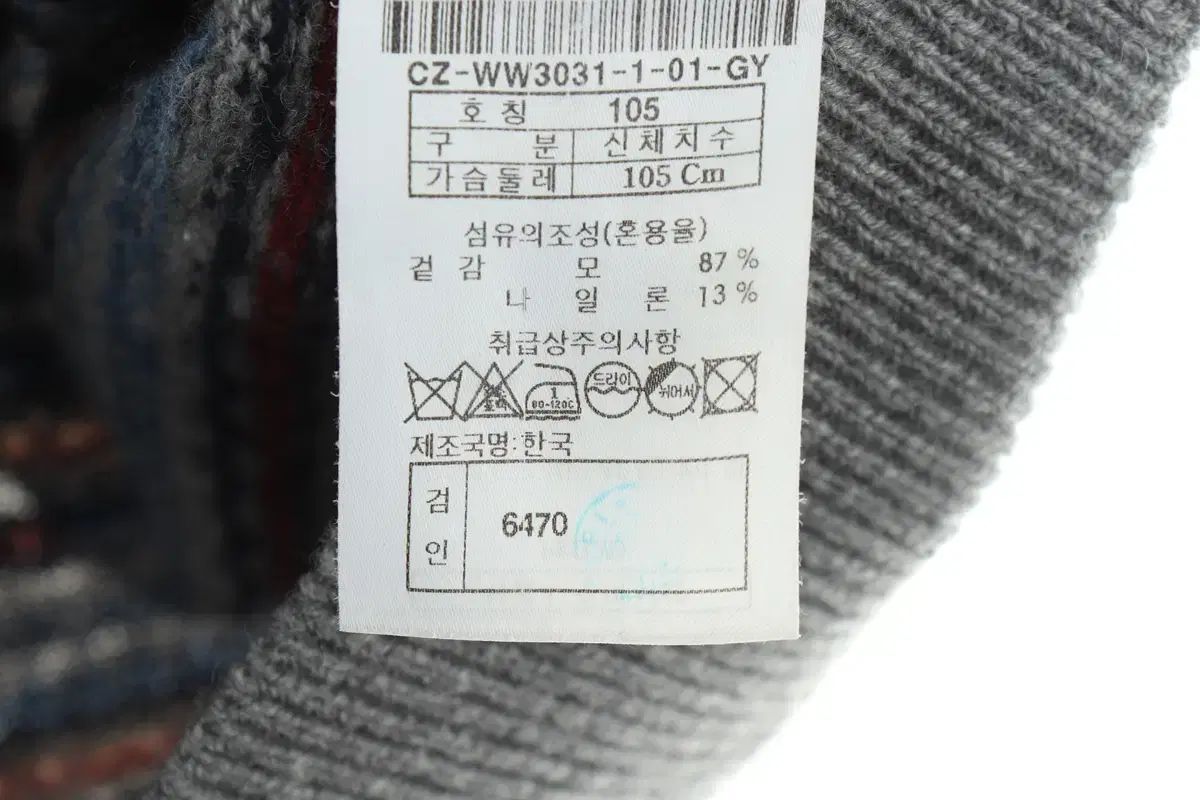 CZ-WW3031-1-01-GY
호칭 105
구 분 신체치수
가슴둘레 105 Cm
섬유의조성(혼용율)
겉 감 모 87 %
나 일 론 13 %
취급상주의사항
1
80-120C
드라이
뉘어서
제조국명:한국
검인 6470